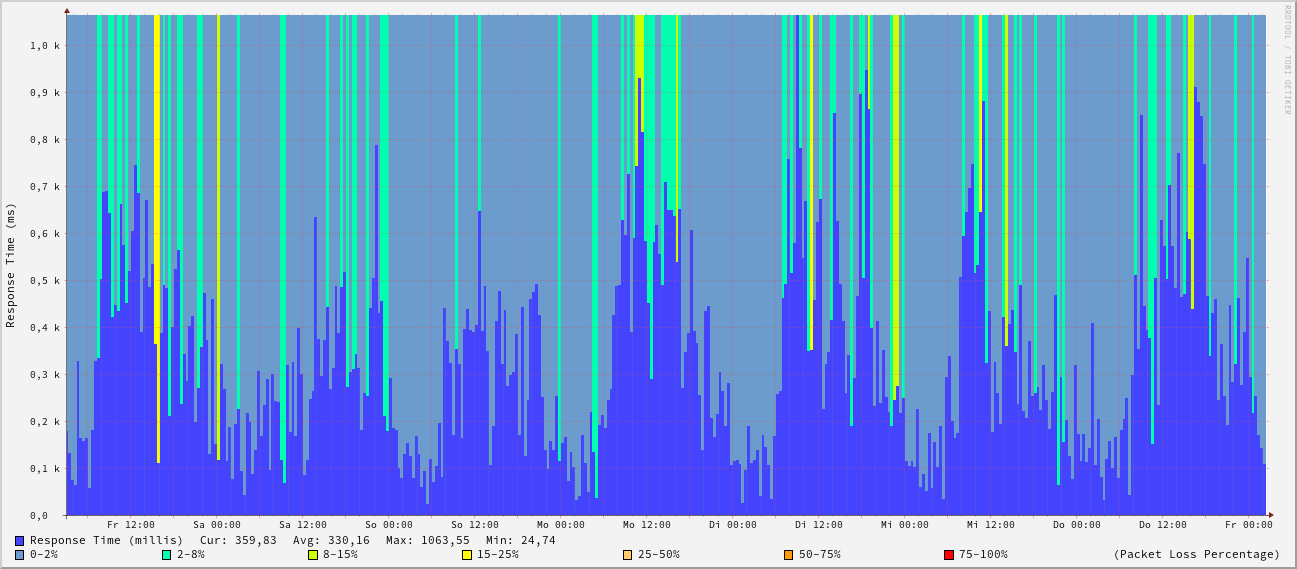 RRDTOOL / TOBI OETIKER
Response Time (ms)
1,0 k
0,9 k
0,8 k
0,7 k
0,6 k
0,5 k
0,4 k
0,3 k
0,2 k
0,1 k
0,0
Fr 12:00 Sa 00:00 Sa 12:00 So 00:00 So 12:00 Mo 00:00 Mo 12:00 Di 00:00 Di 12:00 Mi 00:00 Mi 12:00 Do 00:00 Do 12:00 Fr 00:00
Response Time (millis) Cur: 359,83 Avg: 330,16 Max: 1063,55 Min: 24,74
0-2% 2-8% 8-15% 15-25% 25-50% 50-75% 75-100% (Packet Loss Percentage)